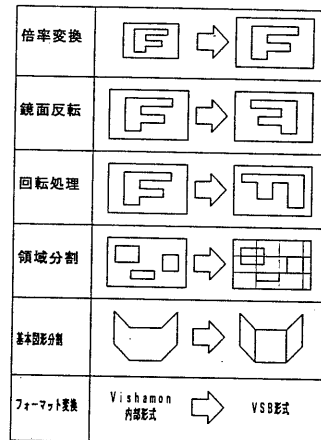 倍率変換
鏡面反転
回転処理
領域分割
基本図形分割
フォーマット変換
Vishamon
内部形式
VSB形式